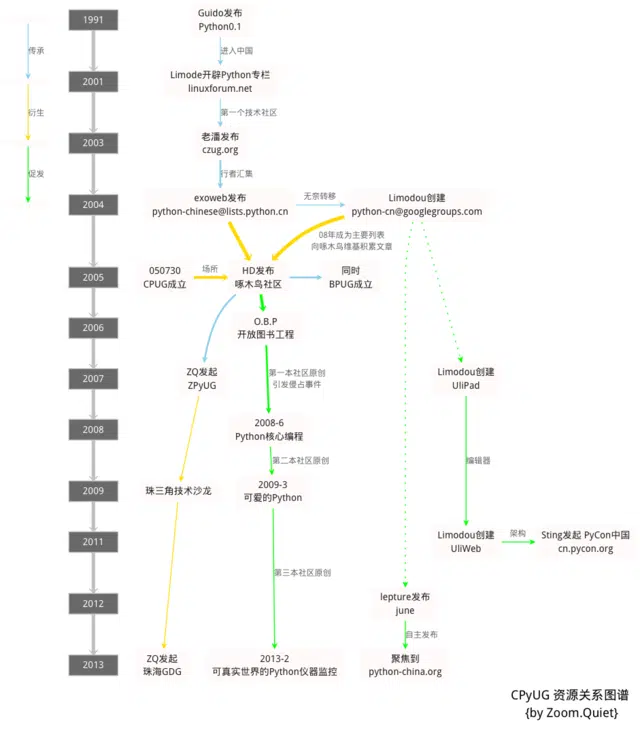 1991
Guido发布
Python0.1
传承
进入中国
2001
Limode开辟Python专栏
linuxforum.net
衍生
第一个技术社区
2003
老潘发布
czug.org
促发
行者汇集
2004
exoweb发布
python-chinese@lists.python.cn
无奈转移
Limodou创建
python-cn@googlegroups.com
08年成为主要列表
向啄木鸟维基积累文章
2005
050730
CPUG成立
场所
HD发布
啄木鸟社区
同时
BPUG成立
2006
O.B.P
开放图书工程
2007
ZQ发起
ZPyUG
第一本社区原创
引发侵占事件
Limodou创建
UliPad
2008
2008-6
Python核心编程
第二本社区原创
编辑器
2009
珠三角技术沙龙
2009-3
可爱的Python
2011
Limodou创建
UliWeb
架构
Sting发起 PyCon中国
cn.pycon.org
第三本社区原创
2012
lepture发布
june
自主发布
2013
ZQ发起
珠海GDG
2013-2
可真实世界的Python仪器监控
聚焦到
python-china.org
CPyUG 资源关系图谱
{by Zoom.Quiet}